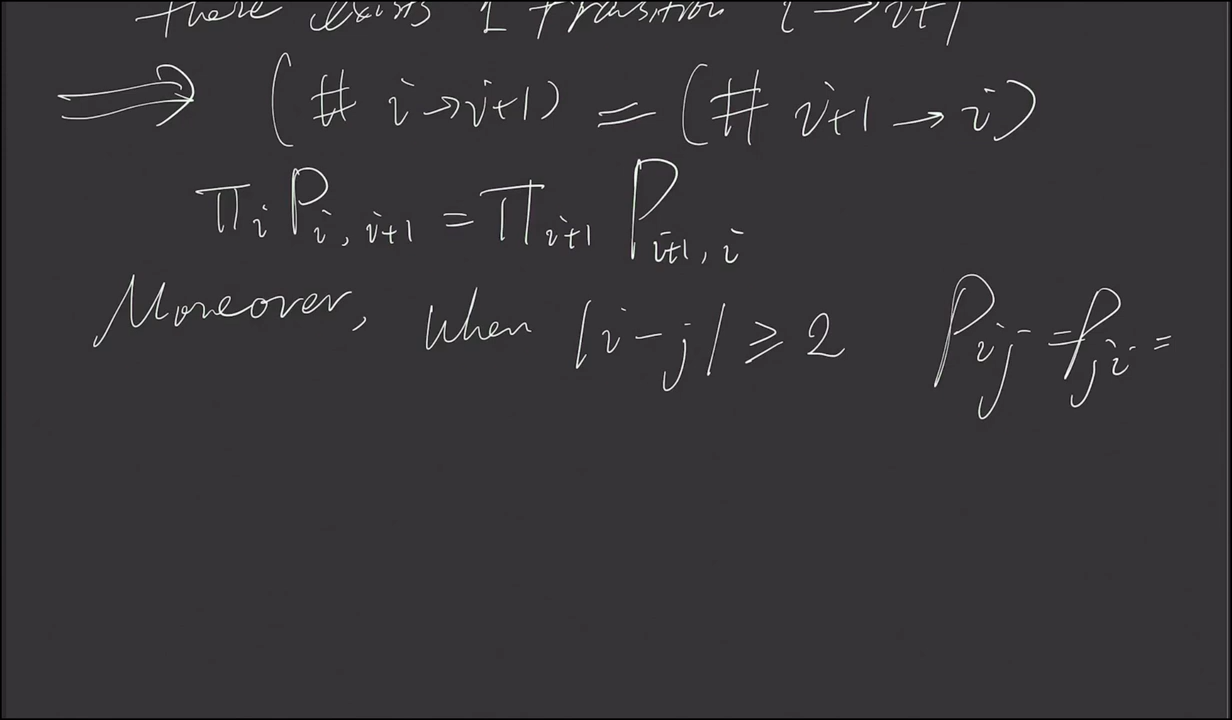 there exists 1 transition i → i+1
⟹ (# i→i+1) = (# i+1 → i)
π_i P_{i, i+1} = π_{i+1} P_{i+1, i}
Moreover, when |i-j| ≥ 2 P_{ij} = P_{ji} =